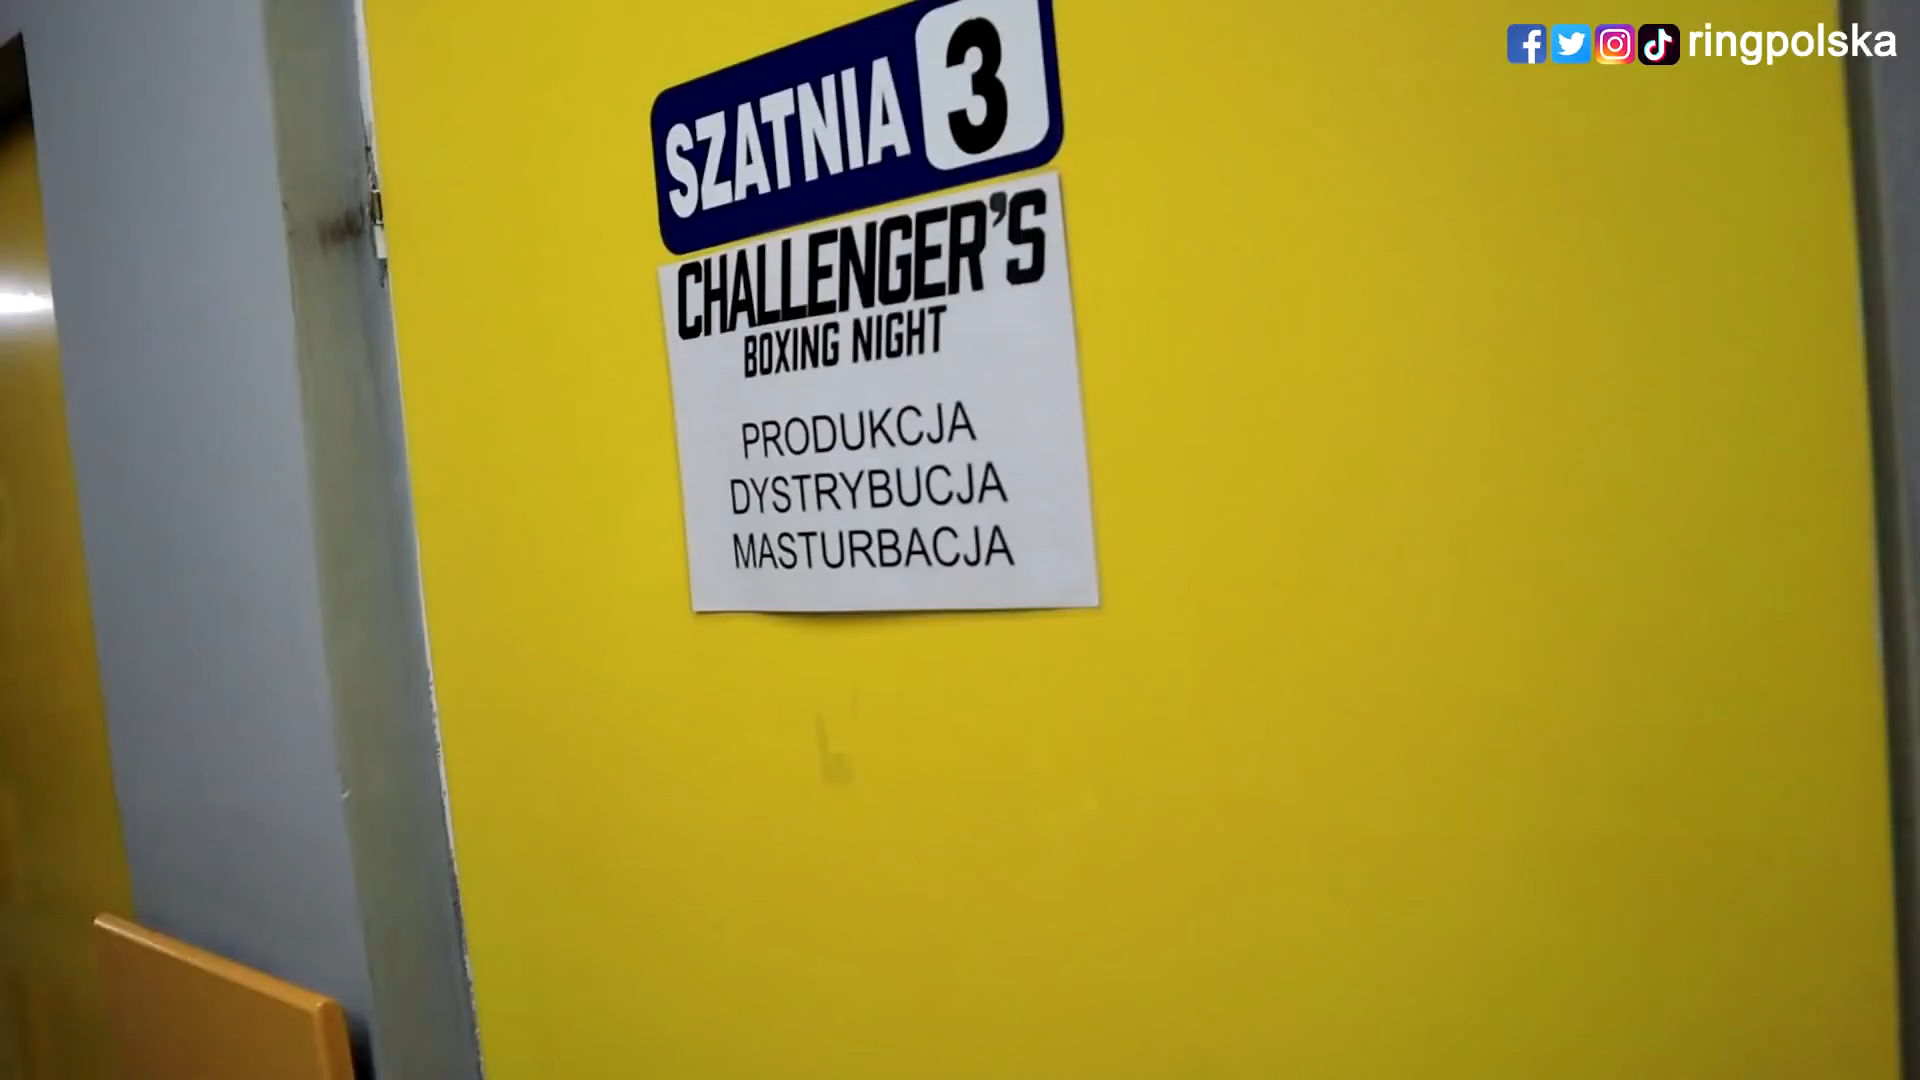 ringpolska
SZATNIA 3
CHALLENGER'S
BOXING NIGHT
PRODUKCJA
DYSTRYBUCJA
MASTURBACJA